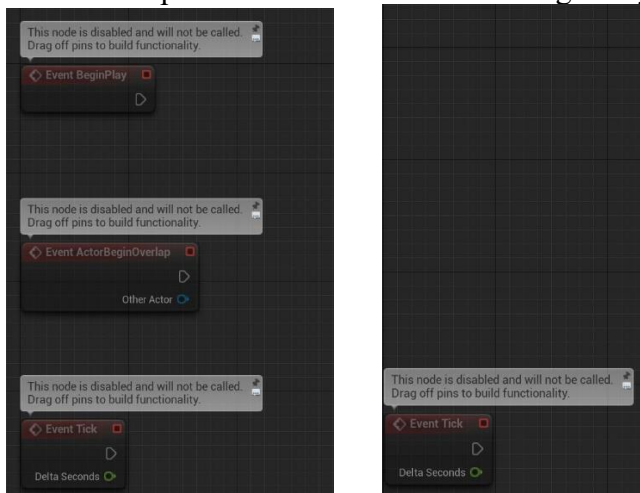 This node is disabled and will not be called.
Drag off pins to build functionality.
Event BeginPlay
This node is disabled and will not be called.
Drag off pins to build functionality.
Event ActorBeginOverlap
Other Actor
This node is disabled and will not be called.
Drag off pins to build functionality.
Event Tick
Delta Seconds
This node is disabled and will not be called.
Drag off pins to build functionality.
Event Tick
Delta Seconds